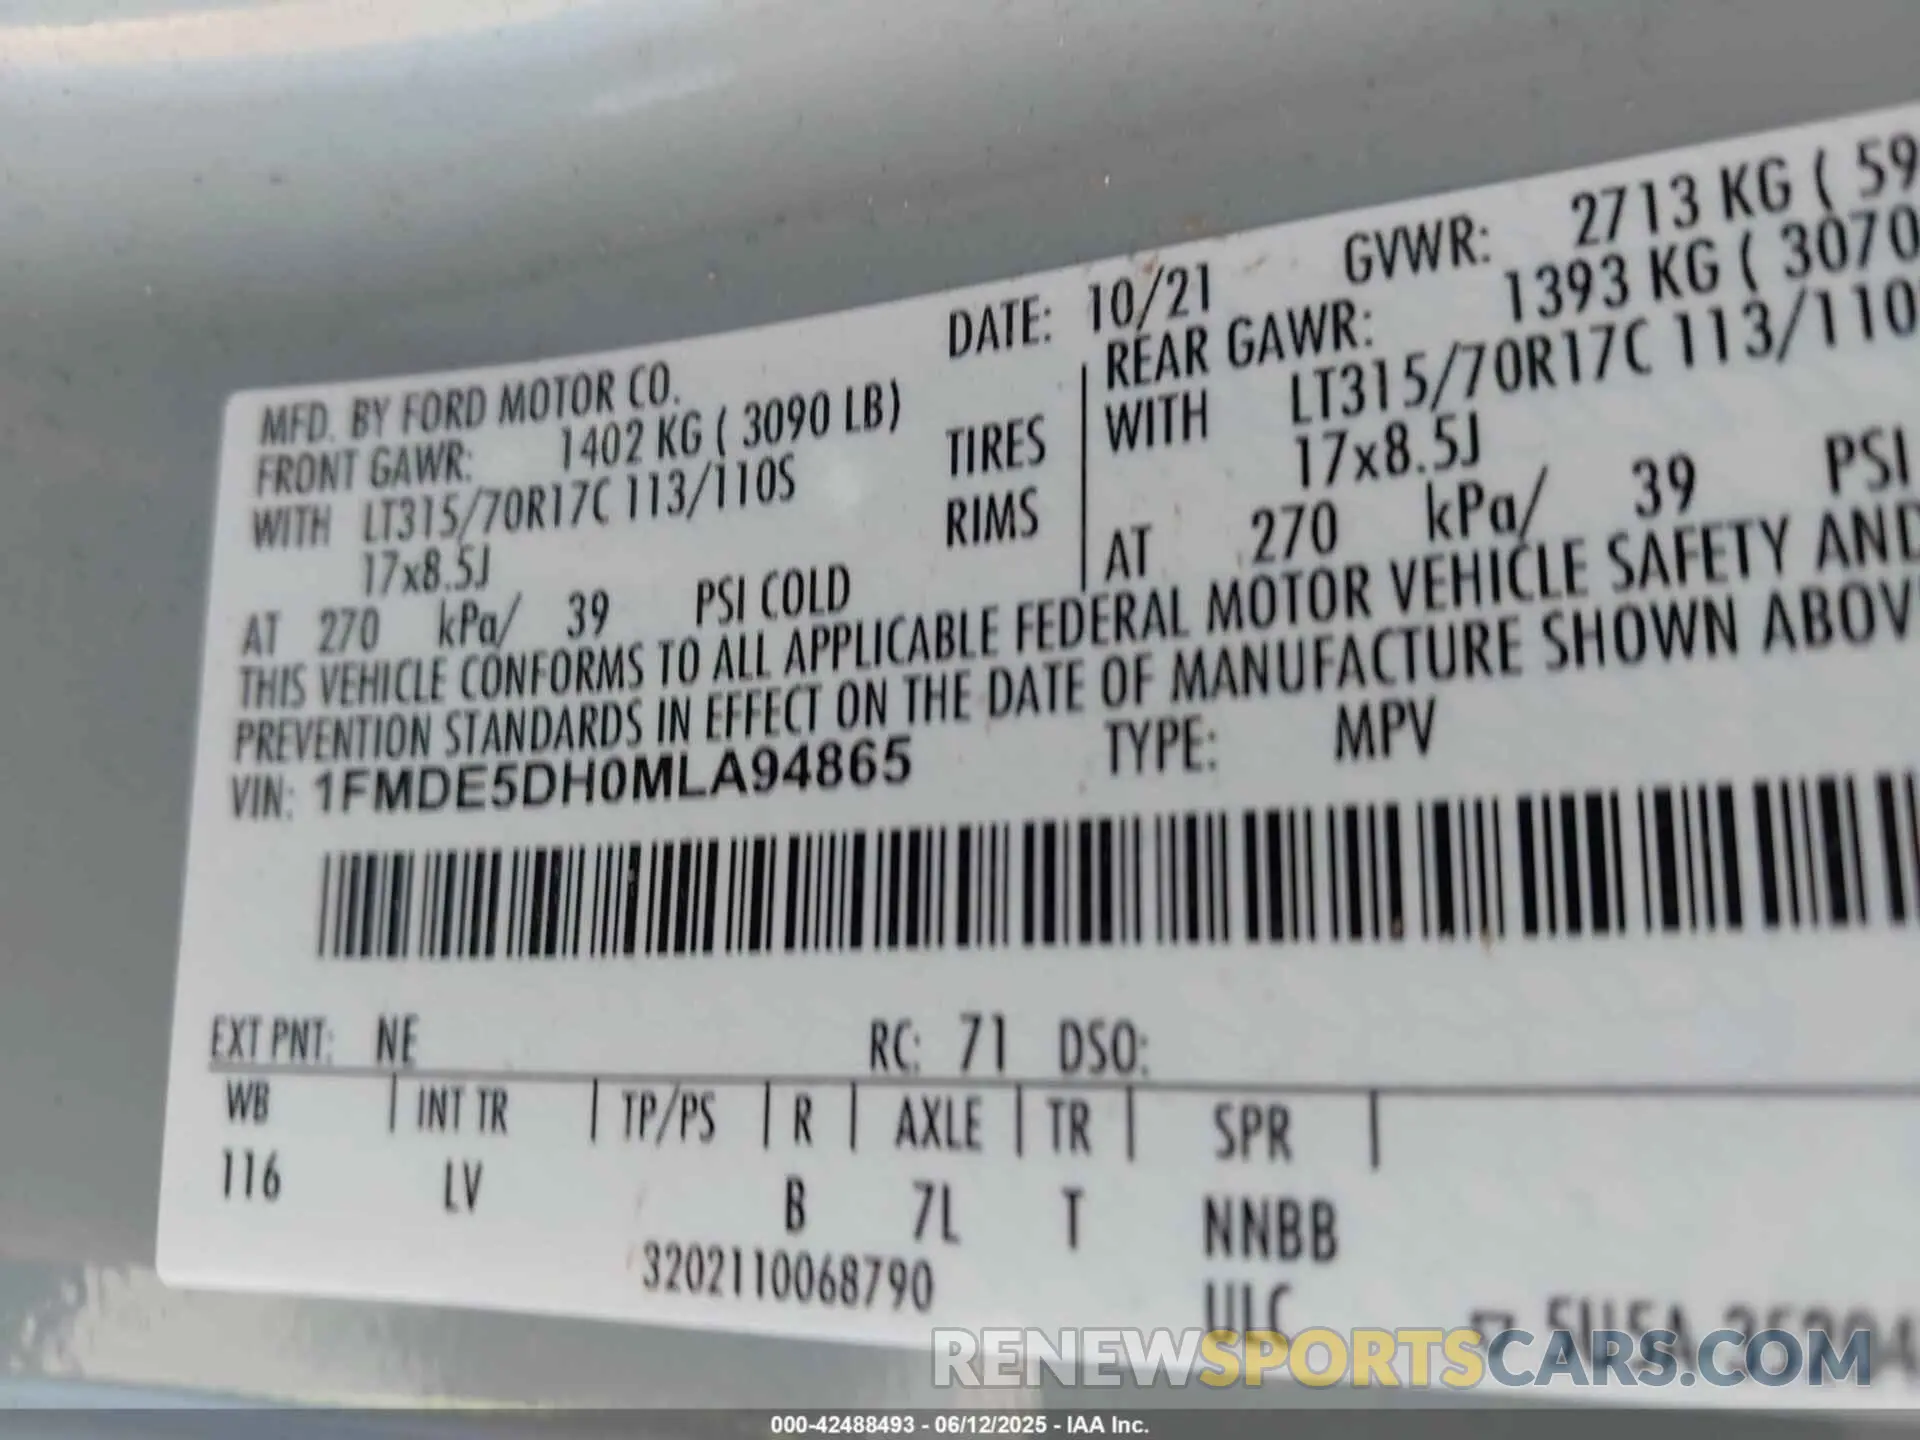 MFD. BY FORD MOTOR CO. DATE: 10/21 GVWR: 2713 KG ( 59
FRONT GAWR: 1402 KG ( 3090 LB) REAR GAWR: 1393 KG ( 3070
WITH LT315/70R17C 113/110S TIRES WITH LT315/70R17C 113/110
17x8.5J RIMS 17x8.5J
AT 270 kPa/ 39 PSI COLD AT 270 kPa/ 39 PSI
THIS VEHICLE CONFORMS TO ALL APPLICABLE FEDERAL MOTOR VEHICLE SAFETY AND
PREVENTION STANDARDS IN EFFECT ON THE DATE OF MANUFACTURE SHOWN ABOV
VIN: 1FMDE5DH0MLA94865 TYPE: MPV
EXT PNT: NE RC: 71 DSO:
WB | INT TR | TP/PS | R | AXLE | TR | SPR |
116 LV B 7L T NNBB
3202110068790 ULC
RENEWSPORTSCARS.COM
000-42488493 - 06/12/2025 - IAA Inc.